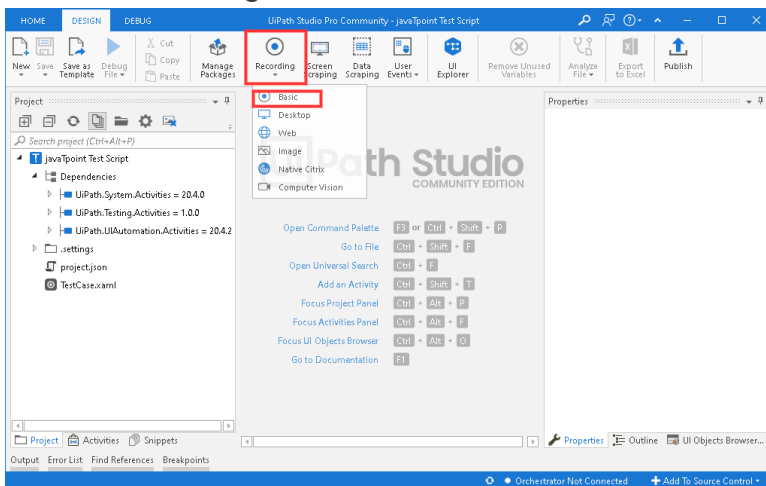 HOME DESIGN DEBUG UiPath Studio Pro Community - javaTpoint Test Script
New Save Save as Template Debug File Cut Copy Paste Manage Packages Recording Screen Scraping Data Scraping User Events UI Explorer Remove Unused Variables Analyze File Export to Excel Publish
Project
Search project (Ctrl+Alt+P)
javaTpoint Test Script
Dependencies
UiPath.System.Activities = 20.4.0
UiPath.Testing.Activities = 1.0.0
UiPath.UIAutomation.Activities = 20.4.2
.settings
project.json
TestCase.xaml
Basic
Desktop
Web
Image
Native Citrix
Computer Vision
Path Studio
COMMUNITY EDITION
Open Command Palette F3 or Ctrl + Shift + P
Go to File Ctrl + Shift + F
Open Universal Search Ctrl + F
Add an Activity Ctrl + Shift + T
Focus Project Panel Ctrl + Alt + P
Focus Activities Panel Ctrl + Alt + F
Focus UI Objects Browser Ctrl + Alt + O
Go to Documentation F1
Properties
Project Activities Snippets
Properties Outline UI Objects Browser...
Output Error List Find References Breakpoints
Orchestrator Not Connected Add To Source Control